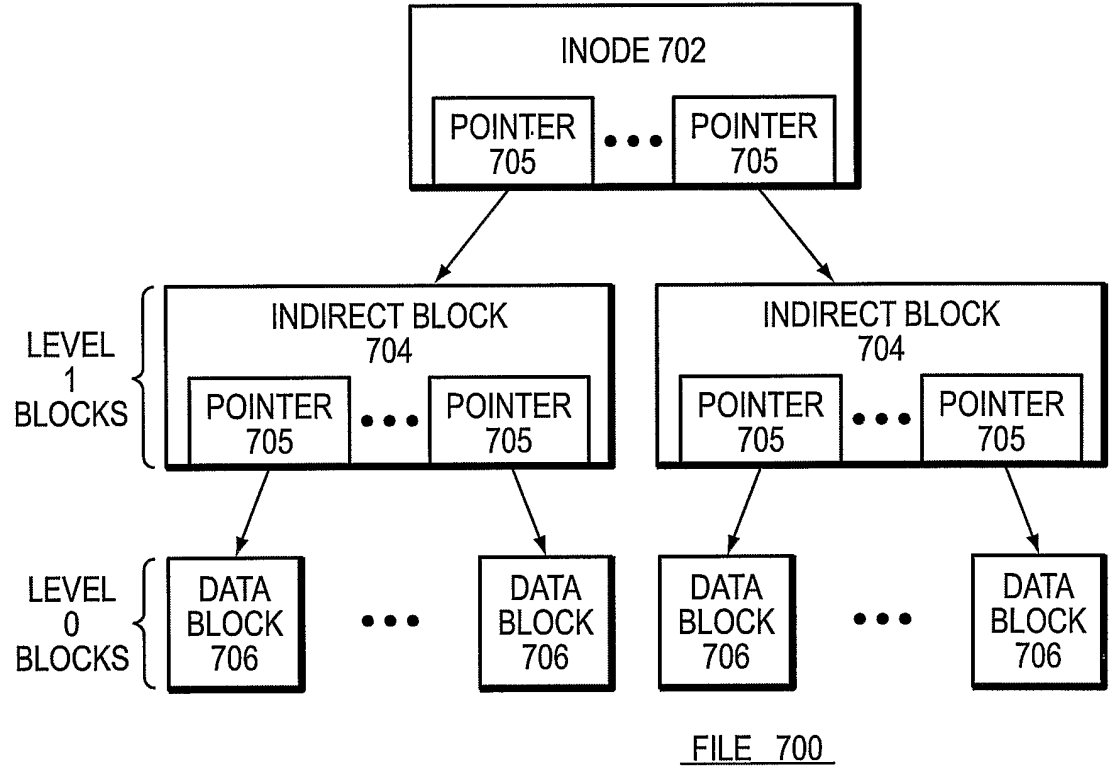 INODE 702
POINTER POINTER
705 705
INDIRECT BLOCK INDIRECT BLOCK
704 704
LEVEL
1
BLOCKS
POINTER POINTER POINTER POINTER
705 705 705 705
LEVEL
0
BLOCKS
DATA DATA DATA DATA
BLOCK BLOCK BLOCK BLOCK
706 706 706 706
FILE 700